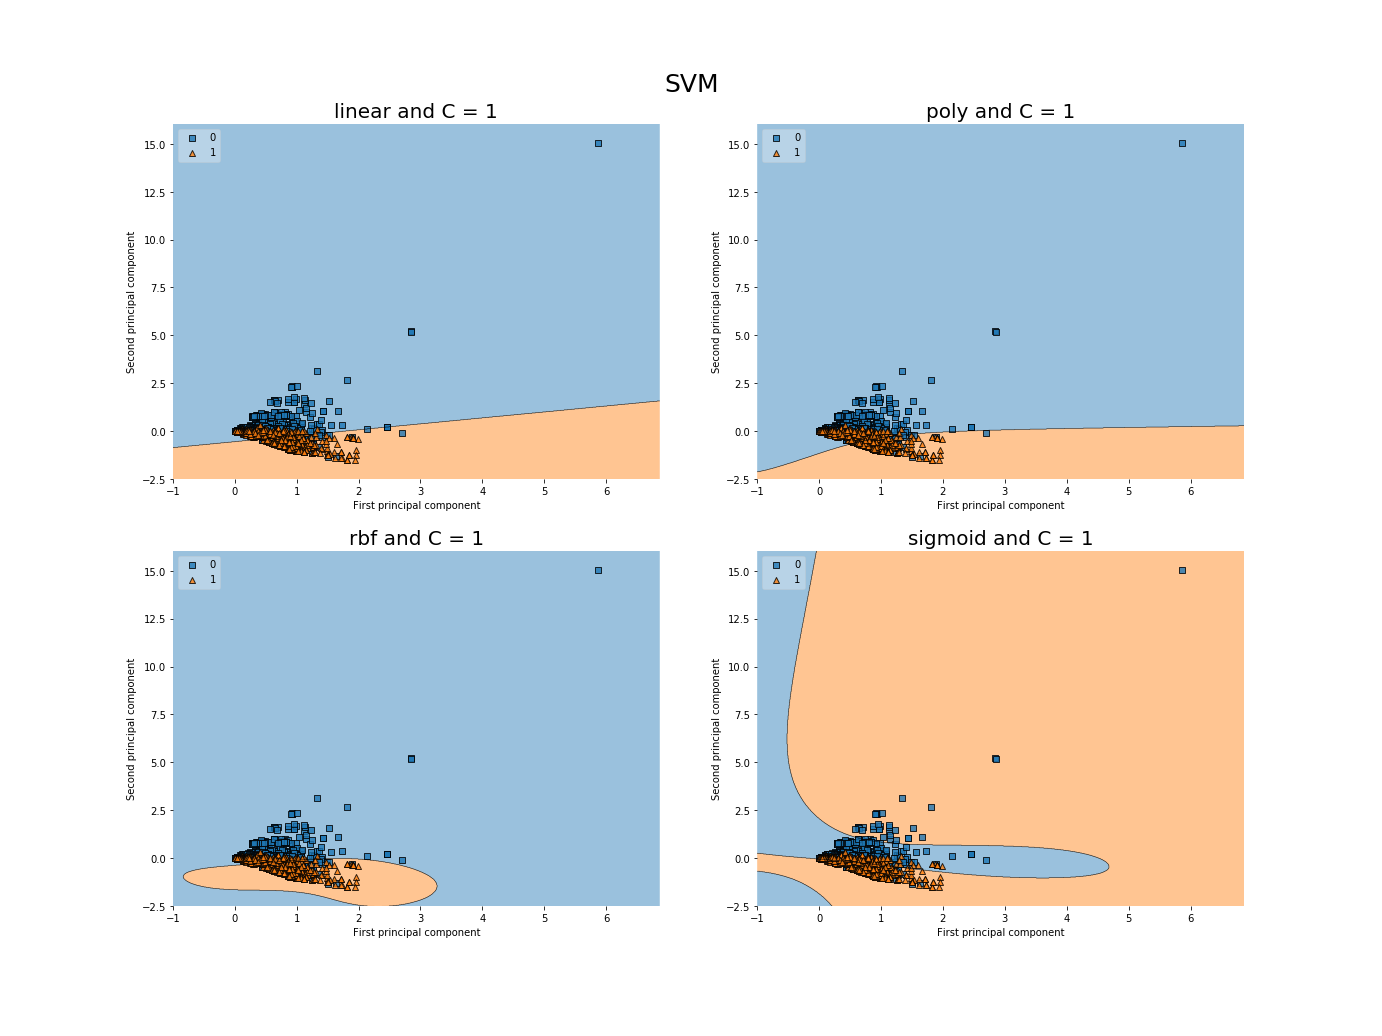 SVM
linear and C = 1
0
1
15.0
12.5
10.0
7.5
5.0
2.5
0.0
−2.5
Second principal component
−1 0 1 2 3 4 5 6
First principal component
poly and C = 1
0
1
15.0
12.5
10.0
7.5
5.0
2.5
0.0
−2.5
Second principal component
−1 0 1 2 3 4 5 6
First principal component
rbf and C = 1
0
1
15.0
12.5
10.0
7.5
5.0
2.5
0.0
−2.5
Second principal component
−1 0 1 2 3 4 5 6
First principal component
sigmoid and C = 1
0
1
15.0
12.5
10.0
7.5
5.0
2.5
0.0
−2.5
Second principal component
−1 0 1 2 3 4 5 6
First principal component